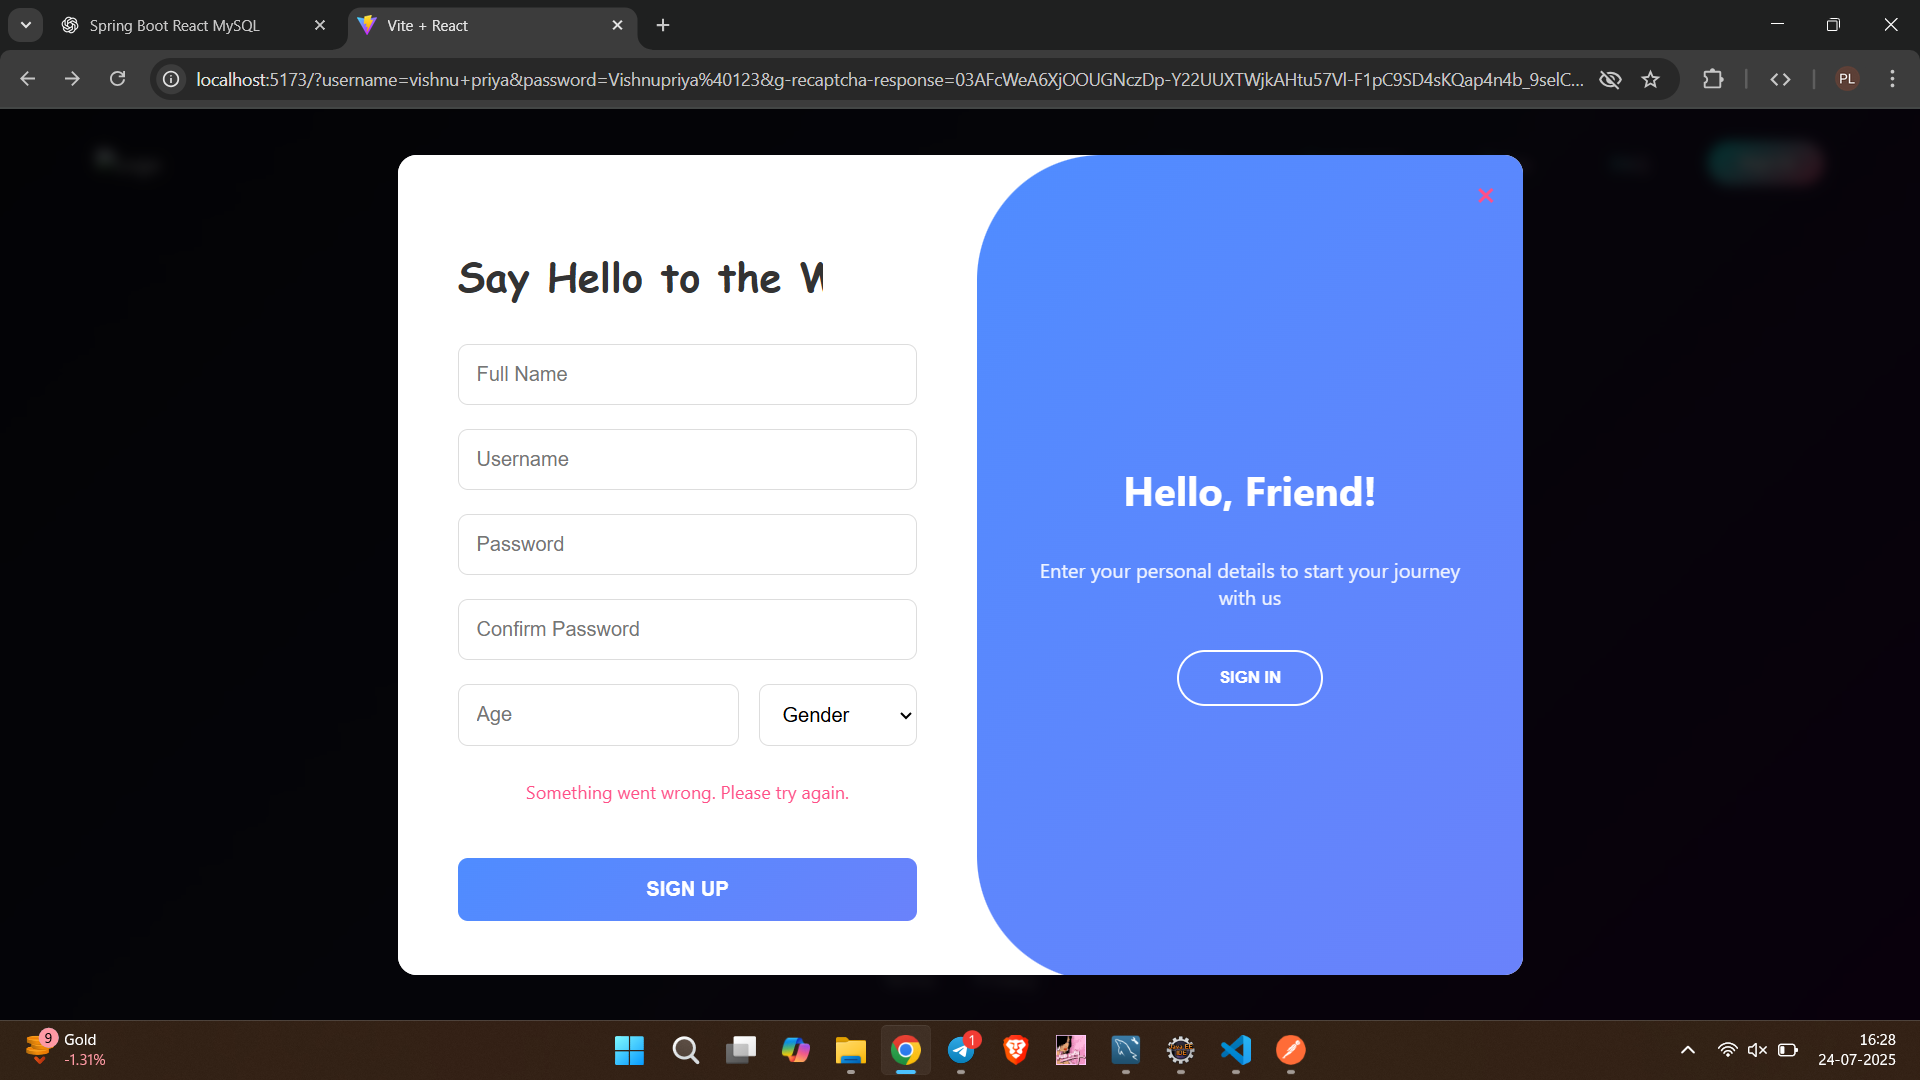 Spring Boot React MySQL
Vite + React
localhost:5173/?username=vishnu+priya&password=Vishnupriya%40123&g-recaptcha-response=03AFcWeA6XjOOUGNczDp-Y22UUXTWjkAHtu57Vl-F1pC9SD4sKQap4n4b_9selC...
PL
Say Hello to the W
Full Name
Username
Password
Confirm Password
Age
Gender
Something went wrong. Please try again.
SIGN UP
Hello, Friend!
Enter your personal details to start your journey
with us
SIGN IN
9
Gold
-1.31%
1
16:28
24-07-2025